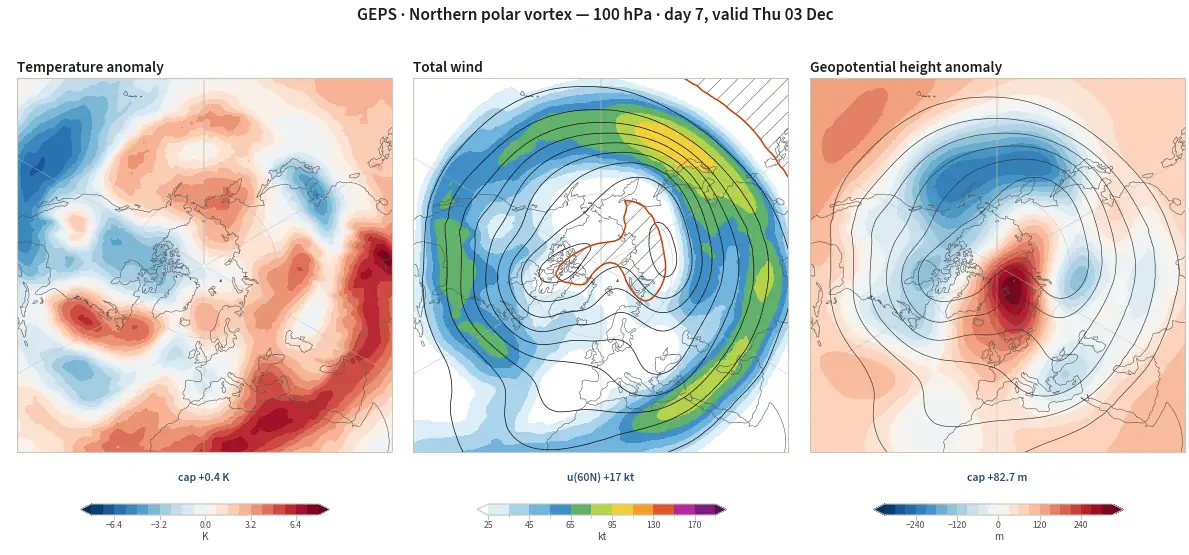 GEPS · Northern polar vortex — 100 hPa · day 7, valid Thu 03 Dec
Temperature anomaly
Total wind
Geopotential height anomaly
cap +0.4 K
u(60N) +17 kt
cap +82.7 m
−6.4 −3.2 0.0 3.2 6.4
K
25 45 65 95 130 170
kt
−240 −120 0 120 240
m